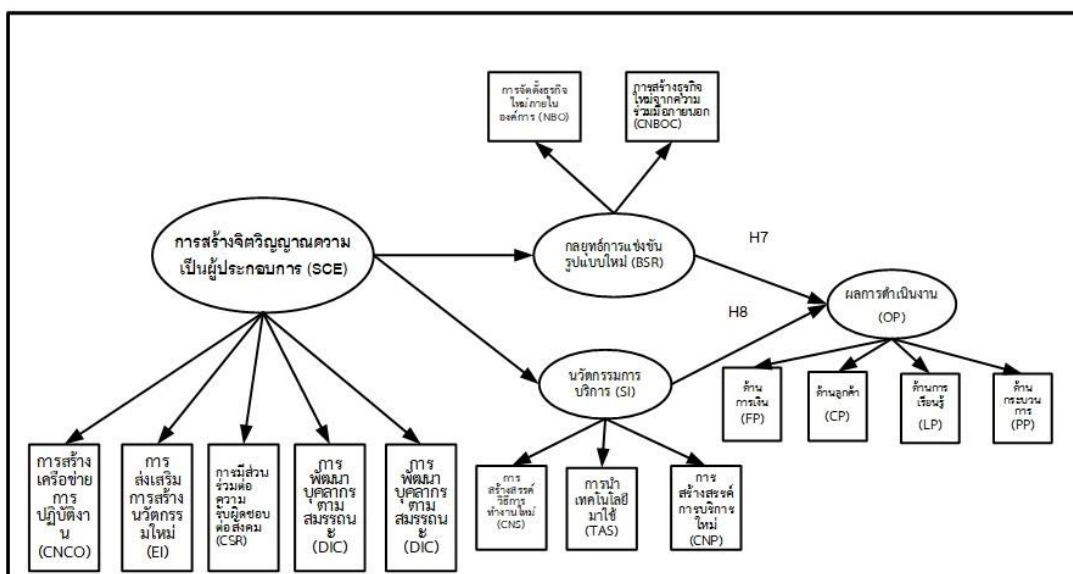 การจัดตั้งธุรกิจ
ใหม่ภายใน
องค์การ (NBO)
การสร้างธุรกิจ
ใหม่จากความ
ร่วมมือภายนอก
(CNBOC)
การสร้างจิตวิญญาณความ
เป็นผู้ประกอบการ (SCE)
กลยุทธ์การแข่งขัน
รูปแบบใหม่ (BSR)
H7
ผลการดำเนินงาน
(OP)
H8
นวัตกรรมการ
บริการ (SI)
ด้าน
การเงิน
(FP)
ด้านลูกค้า
(CP)
ด้านการ
เรียนรู้
(LP)
ด้าน
กระบวน
การ
(PP)
การสร้าง
เครือข่าย
การ
ปฏิบัติงา
น
(CNCO)
การ
ส่งเสริม
การสร้าง
นวัตกรร
มใหม่
(EI)
การมีส่วน
ร่วมต่อ
ความ
รับผิดชอบ
ต่อสังคม
(CSR)
การ
พัฒนา
บุคลากร
ตาม
สมรรถน
ะ
(DIC)
การ
พัฒนา
บุคลากร
ตาม
สมรรถน
ะ
(DIC)
การ
สร้างสรรค์
วิธีการ
ทำงานใหม่
(CNS)
การนำ
เทคโนโลยี
มาใช้
(TAS)
การ
สร้างสรรค์
การบริการ
ใหม่
(CNP)